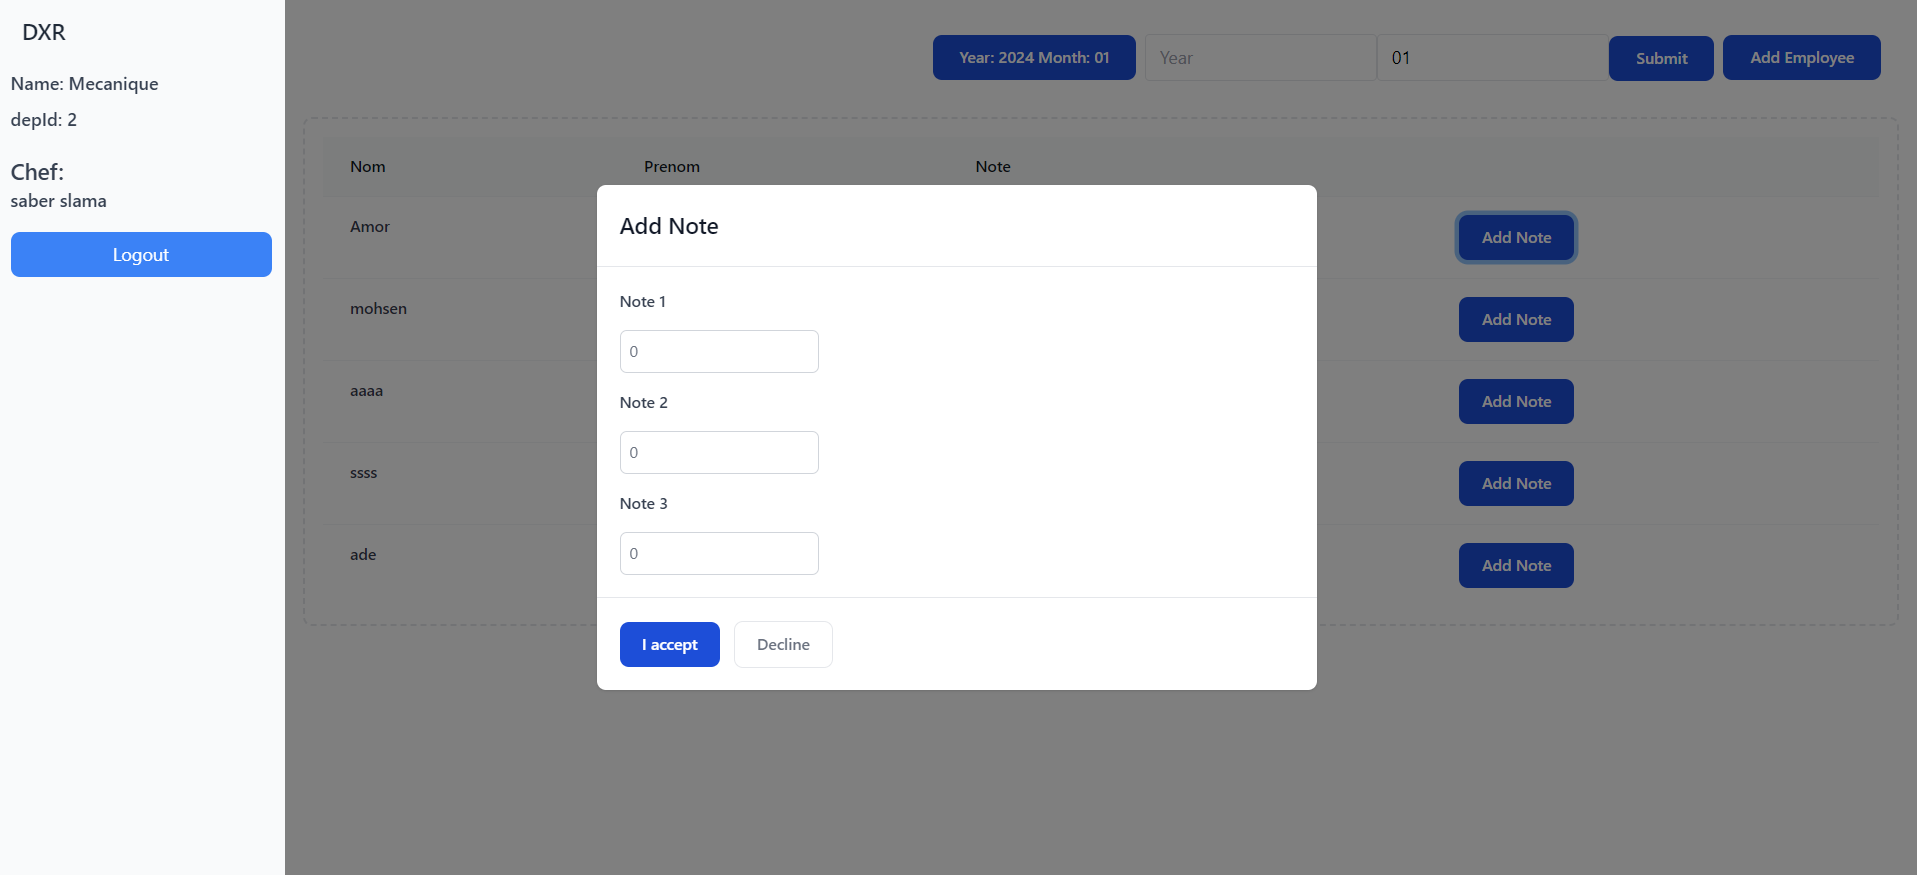 DXR
Name: Mecanique
depId: 2
Chef:
saber slama
Logout
Year: 2024 Month: 01
Year
01
Submit
Add Employee
Nom Prenom Note
Amor
Add Note
mohsen
Add Note
aaaa
Add Note
ssss
Add Note
ade
Add Note
Add Note
Note 1
0
Note 2
0
Note 3
0
I accept
Decline